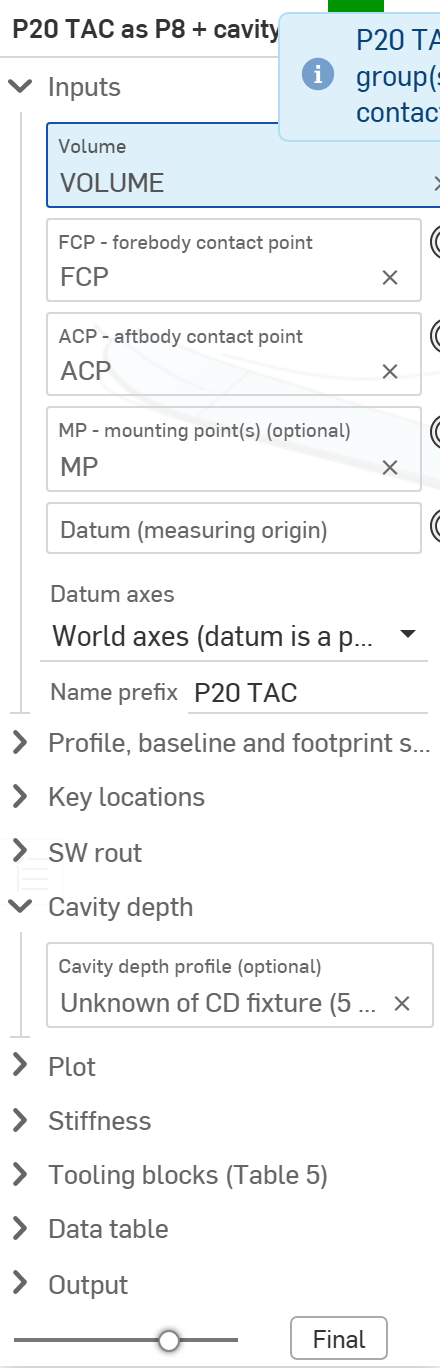 P20 TAC as P8 + cavity
P20 TA
group(s
contac
Inputs
Volume
VOLUME
FCP - forebody contact point
FCP
ACP - aftbody contact point
ACP
MP - mounting point(s) (optional)
MP
Datum (measuring origin)
Datum axes
World axes (datum is a p...
Name prefix P20 TAC
Profile, baseline and footprint s...
Key locations
SW rout
Cavity depth
Cavity depth profile (optional)
Unknown of CD fixture (5 ...
Plot
Stiffness
Tooling blocks (Table 5)
Data table
Output
Final